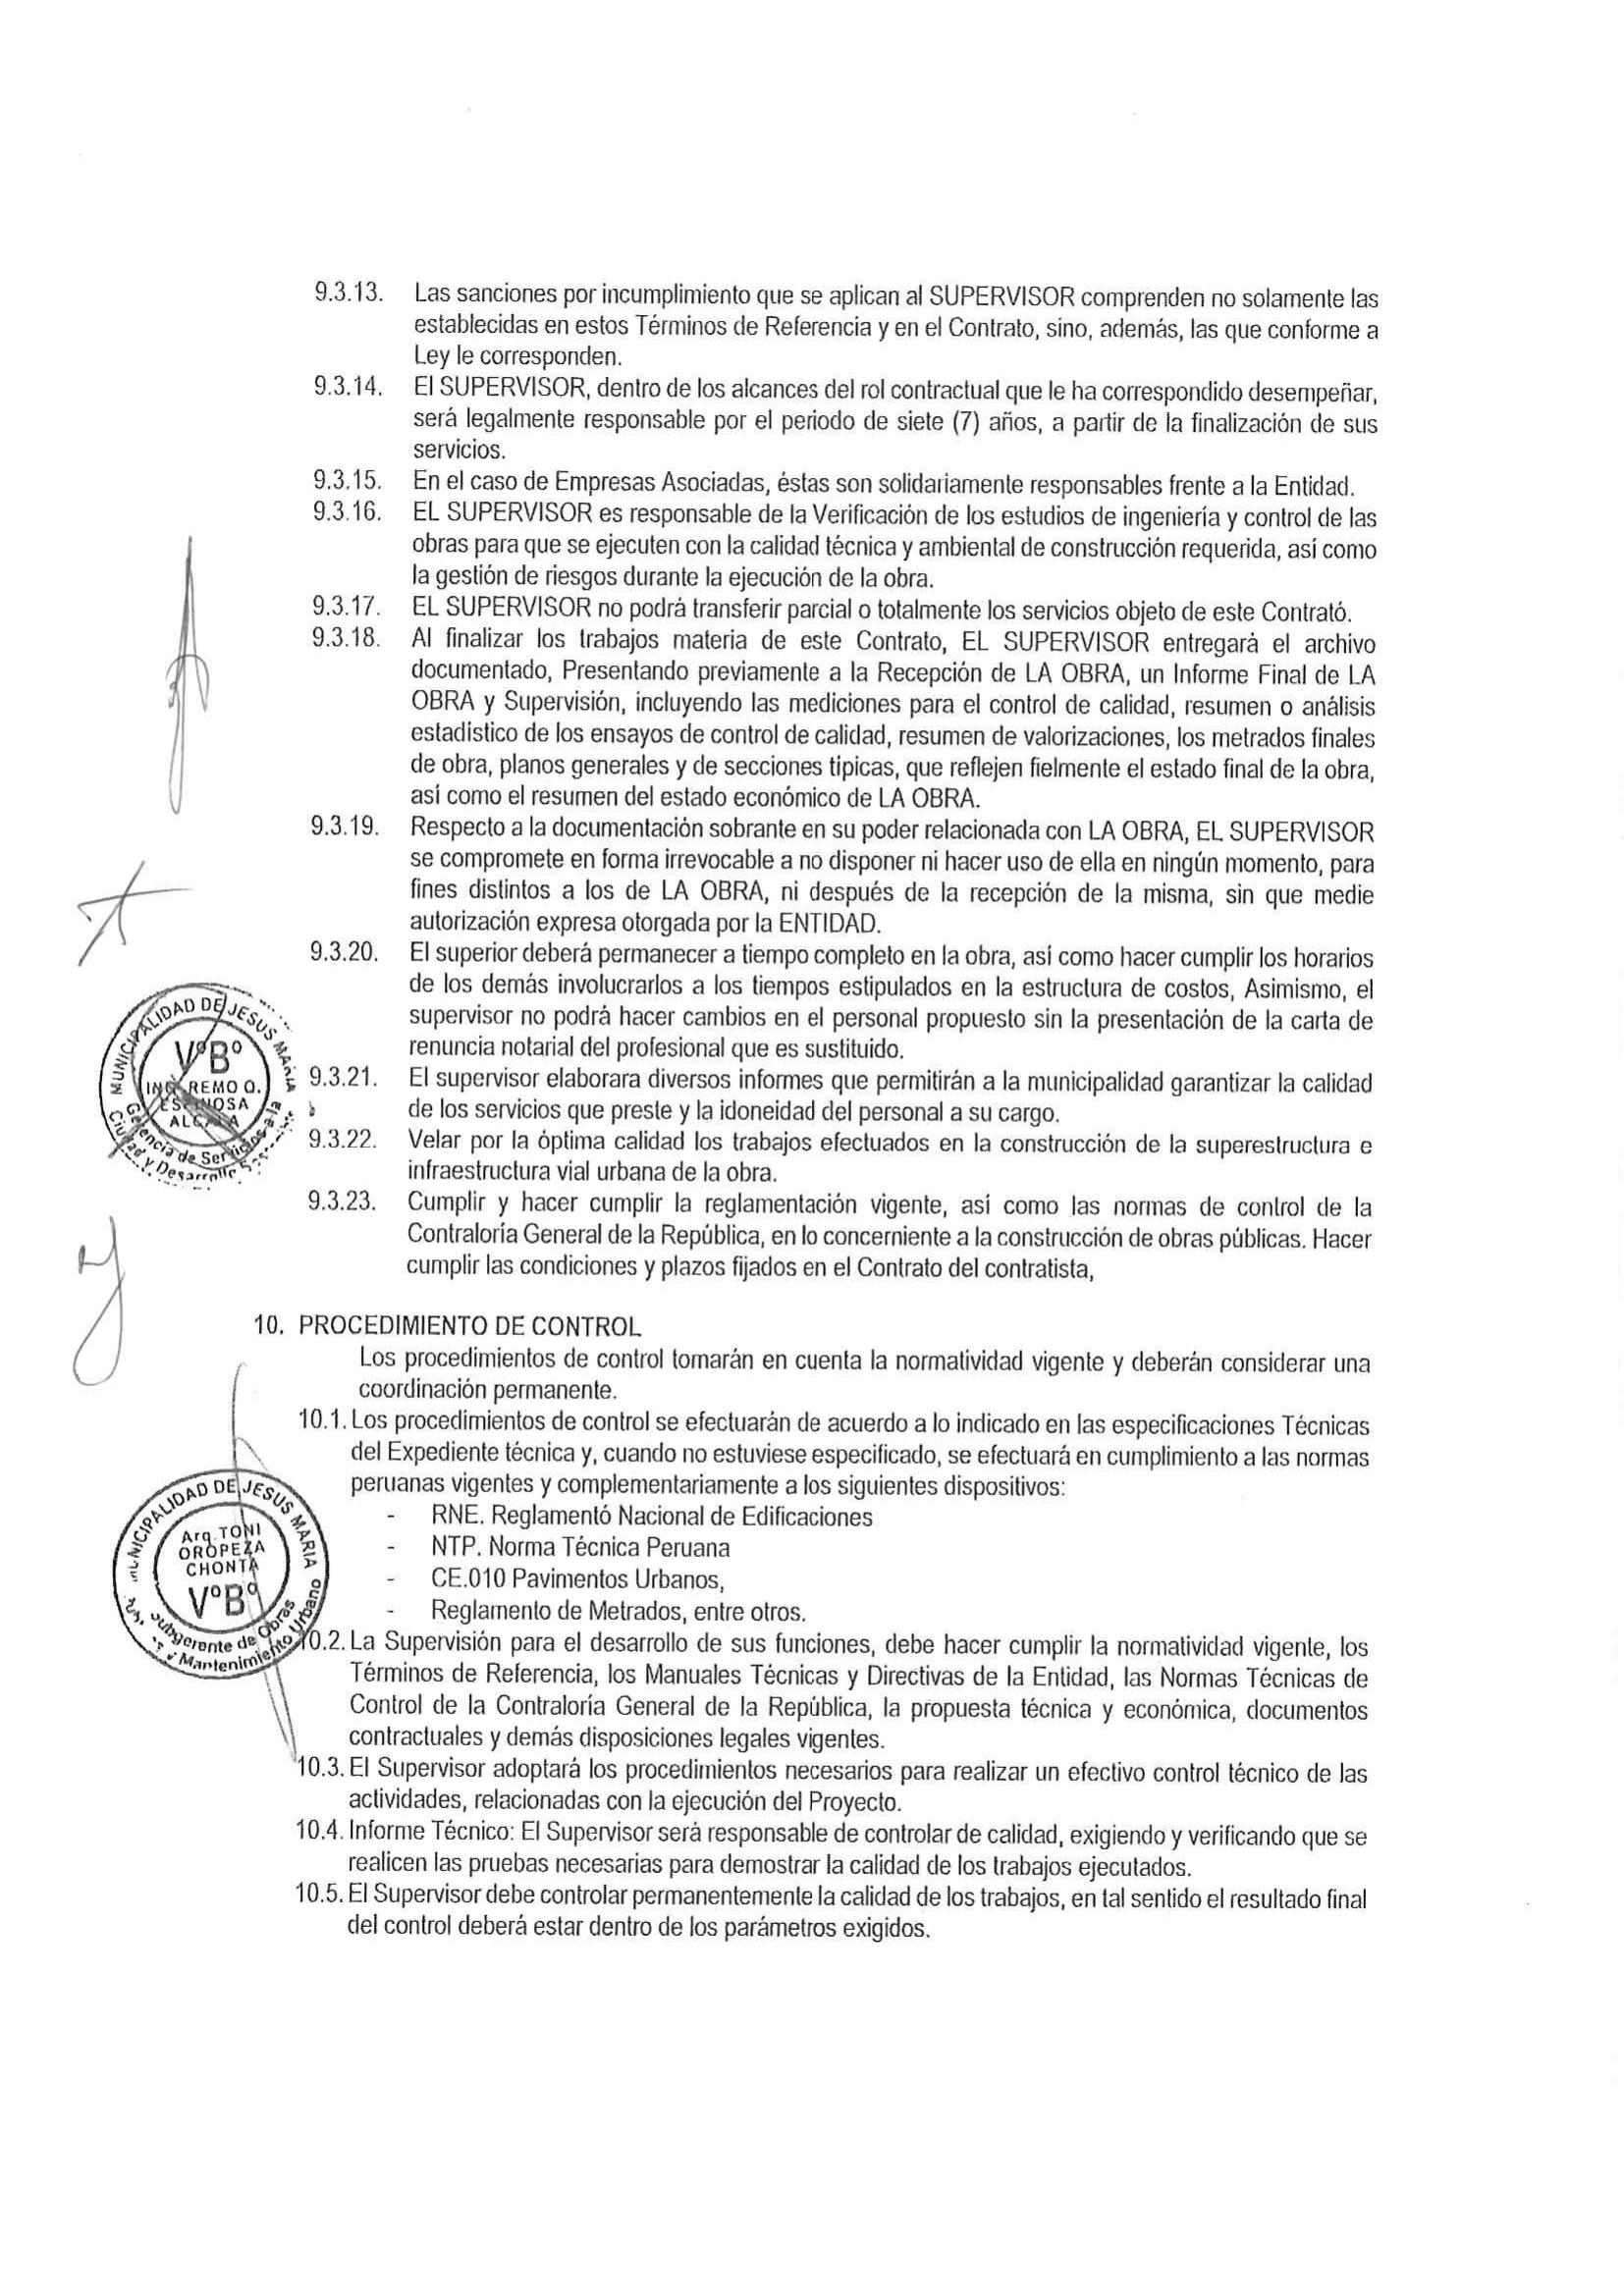 9.3.13. Las sanciones por incumplimiento que se aplican al SUPERVISOR comprenden no solamente las
establecidas en estos Términos de Referencia y en el Contrato, sino, además, las que conforme a
Ley le corresponden.
9.3.14. El SUPERVISOR, dentro de los alcances del rol contractual que le ha correspondido desempeñar,
será legalmente responsable por el periodo de siete (7) años, a partir de la finalización de sus
servicios.
9.3.15. En el caso de Empresas Asociadas, éstas son solidariamente responsables frente a la Entidad.
9.3.16. EL SUPERVISOR es responsable de la Verificación de los estudios de ingeniería y control de las
obras para que se ejecuten con la calidad técnica y ambiental de construcción requerida, así como
la gestión de riesgos durante la ejecución de la obra.
9.3.17. EL SUPERVISOR no podrá transferir parcial o totalmente los servicios objeto de este Contrató.
9.3.18. Al finalizar los trabajos materia de este Contrato, EL SUPERVISOR entregará el archivo
documentado, Presentando previamente a la Recepción de LA OBRA, un Informe Final de LA
OBRA y Supervisión, incluyendo las mediciones para el control de calidad, resumen o análisis
estadístico de los ensayos de control de calidad, resumen de valorizaciones, los metrados finales
de obra, planos generales y de secciones típicas, que reflejen fielmente el estado final de la obra,
así como el resumen del estado económico de LA OBRA.
9.3.19. Respecto a la documentación sobrante en su poder relacionada con LA OBRA, EL SUPERVISOR
se compromete en forma irrevocable a no disponer ni hacer uso de ella en ningún momento, para
fines distintos a los de LA OBRA, ni después de la recepción de la misma, sin que medie
autorización expresa otorgada por la ENTIDAD.
9.3.20. El superior deberá permanecer a tiempo completo en la obra, así como hacer cumplir los horarios
de los demás involucrarlos a los tiempos estipulados en la estructura de costos, Asimismo, el
supervisor no podrá hacer cambios en el personal propuesto sin la presentación de la carta de
renuncia notarial del profesional que es sustituido.
MUNICIPALIDAD DE JESUS MARIA
VºBº
ING. REMO O.
ESPINOSA
ALCALA
Gerencia de Servicios a la
Ciudad y Desarrollo
9.3.21. El supervisor elaborara diversos informes que permitirán a la municipalidad garantizar la calidad
de los servicios que preste y la idoneidad del personal a su cargo.
9.3.22. Velar por la óptima calidad los trabajos efectuados en la construcción de la superestructura e
infraestructura vial urbana de la obra.
9.3.23. Cumplir y hacer cumplir la reglamentación vigente, así como las normas de control de la
Contraloría General de la República, en lo concerniente a la construcción de obras públicas. Hacer
cumplir las condiciones y plazos fijados en el Contrato del contratista,
10. PROCEDIMIENTO DE CONTROL
Los procedimientos de control tomarán en cuenta la normatividad vigente y deberán considerar una
coordinación permanente.
10.1. Los procedimientos de control se efectuarán de acuerdo a lo indicado en las especificaciones Técnicas
del Expediente técnica y, cuando no estuviese especificado, se efectuará en cumplimiento a las normas
peruanas vigentes y complementariamente a los siguientes dispositivos:
- RNE. Reglamentó Nacional de Edificaciones
- NTP. Norma Técnica Peruana
- CE.010 Pavimentos Urbanos,
- Reglamento de Metrados, entre otros.
MUNICIPALIDAD DE JESUS MARIA
Arq. TONI
OROPEZA
CHONTA
VºBº
Subgerente de Obras
y Mantenimiento Urbano
10.2. La Supervisión para el desarrollo de sus funciones, debe hacer cumplir la normatividad vigente, los
Términos de Referencia, los Manuales Técnicas y Directivas de la Entidad, las Normas Técnicas de
Control de la Contraloría General de la República, la propuesta técnica y económica, documentos
contractuales y demás disposiciones legales vigentes.
10.3. El Supervisor adoptará los procedimientos necesarios para realizar un efectivo control técnico de las
actividades, relacionadas con la ejecución del Proyecto.
10.4. Informe Técnico: El Supervisor será responsable de controlar de calidad, exigiendo y verificando que se
realicen las pruebas necesarias para demostrar la calidad de los trabajos ejecutados.
10.5. El Supervisor debe controlar permanentemente la calidad de los trabajos, en tal sentido el resultado final
del control deberá estar dentro de los parámetros exigidos.